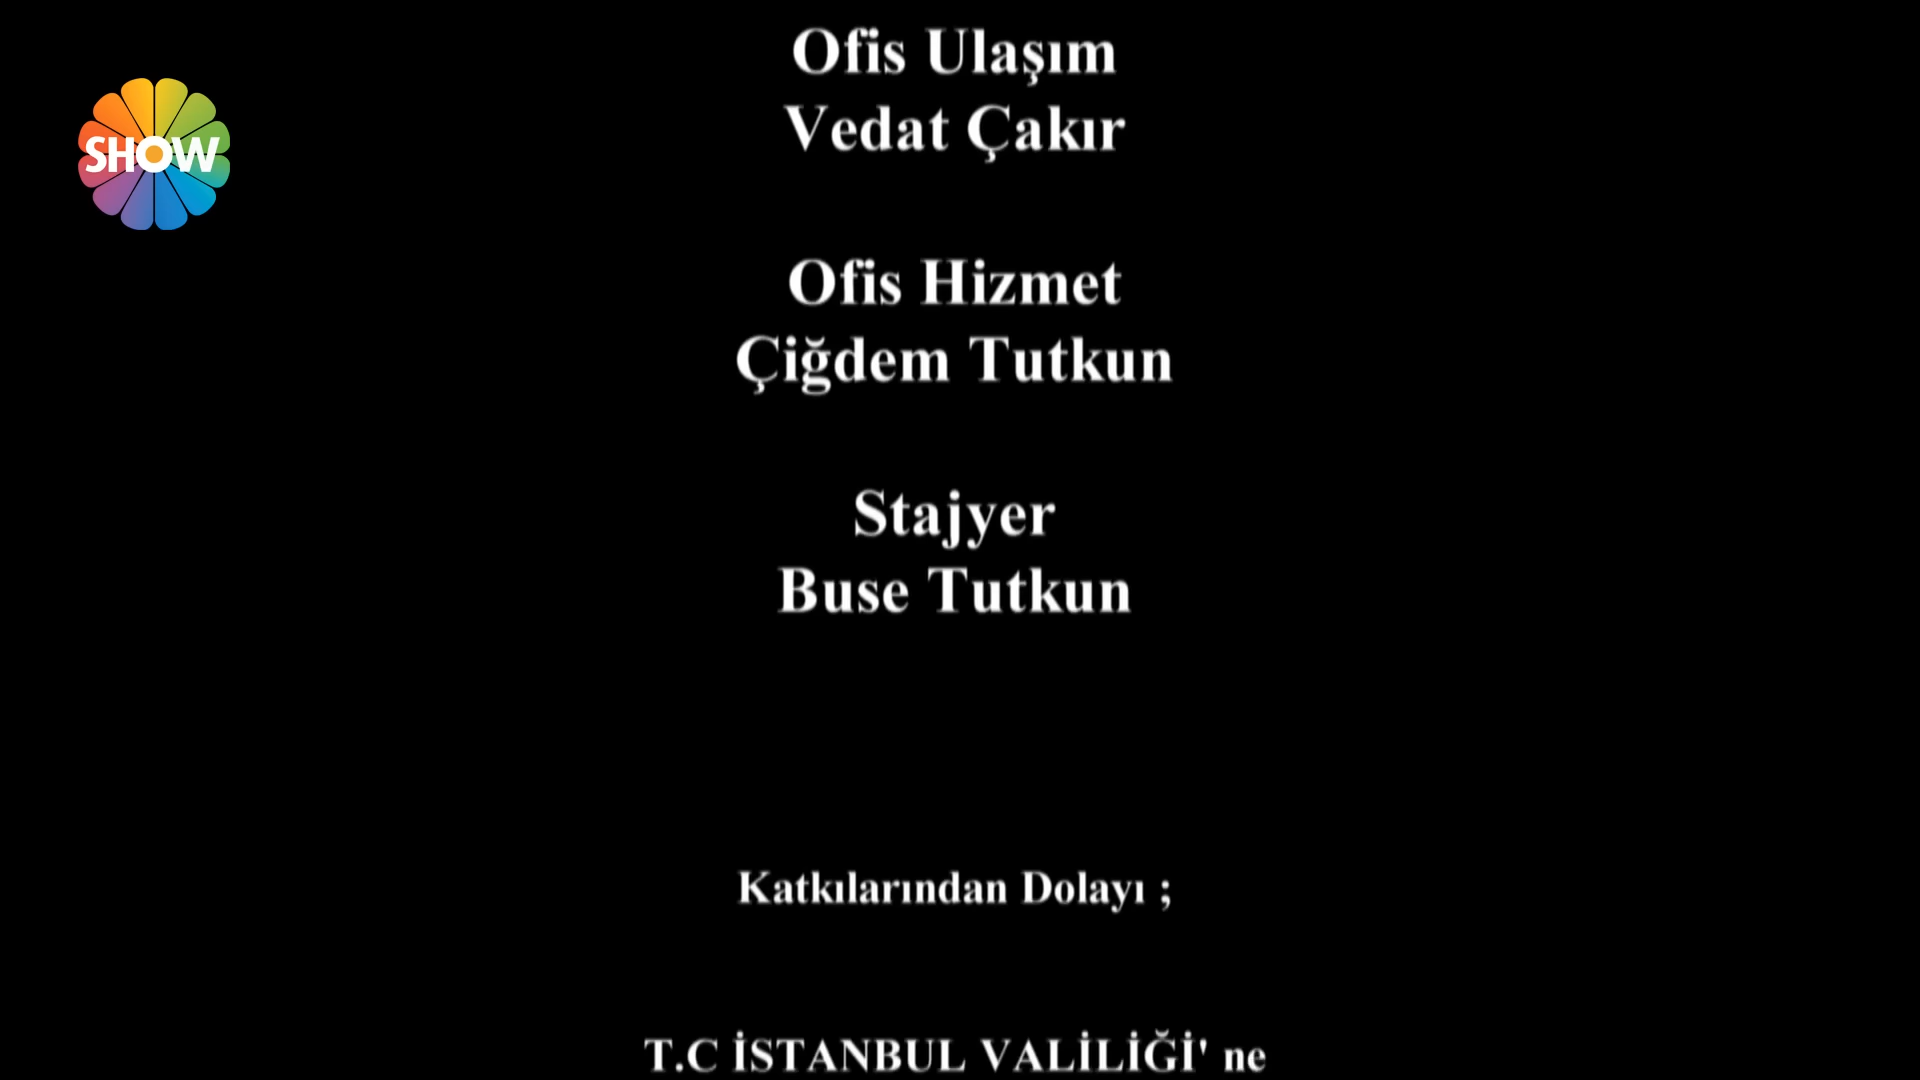 SHOW
Ofis Ulaşım
Vedat Çakır
Ofis Hizmet
Çiğdem Tutkun
Stajyer
Buse Tutkun
Katkılarından Dolayı ;
T.C İSTANBUL VALİLİĞİ' ne